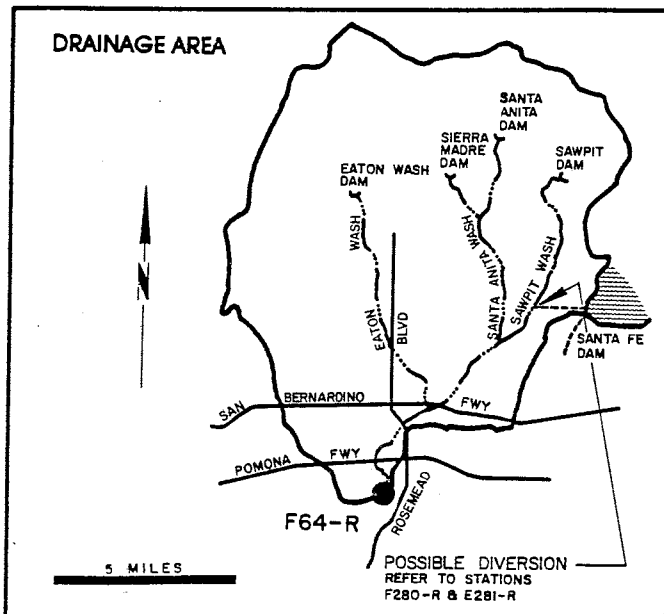 DRAINAGE AREA
SANTA
ANITA
DAM
SIERRA
MADRE
DAM
SAWPIT
DAM
EATON WASH
DAM
N
EATON WASH
SANTA ANITA WASH
SAWPIT WASH
BLVD
SANTA FE
DAM
SAN BERNARDINO FWY
POMONA FWY
ROSEMEAD
F64-R
5 MILES
POSSIBLE DIVERSION
REFER TO STATIONS
F280-R & E281-R